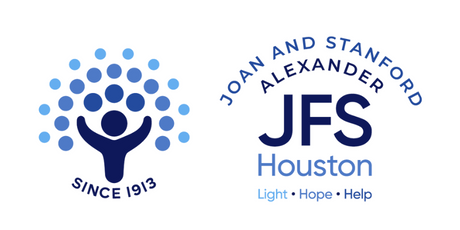 SINCE 1913
JOAN AND STANFORD
ALEXANDER
JFS
Houston
Light • Hope • Help